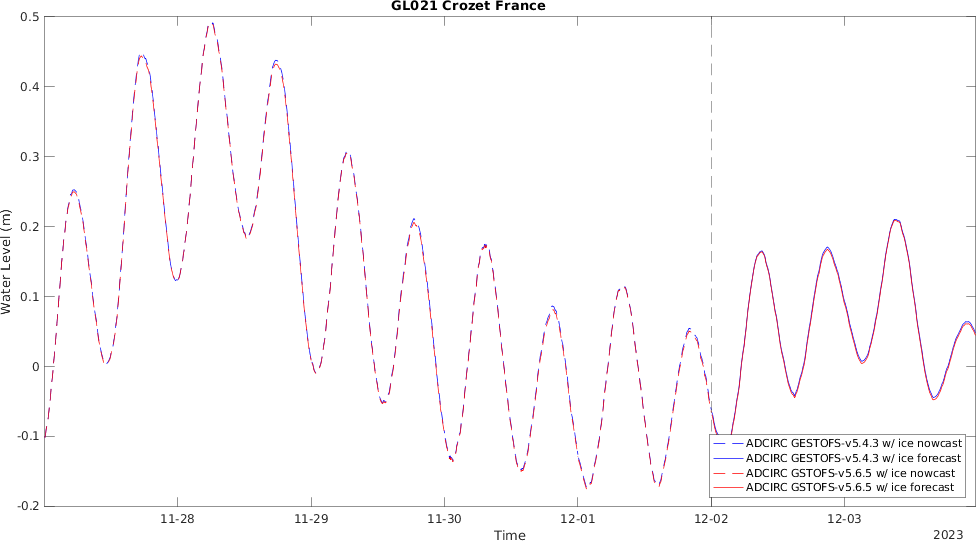 GL021 Crozet France
0.5
0.4
0.3
0.2
0.1
0
-0.1
-0.2
Water Level (m)
11-28
11-29
11-30
12-01
12-02
12-03
Time
2023
ADCIRC GESTOFS-v5.4.3 w/ ice nowcast
ADCIRC GESTOFS-v5.4.3 w/ ice forecast
ADCIRC GSTOFS-v5.6.5 w/ ice nowcast
ADCIRC GSTOFS-v5.6.5 w/ ice forecast